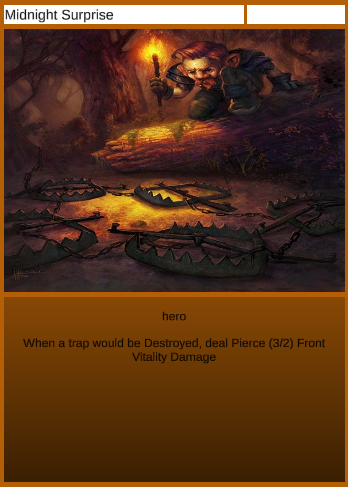 Midnight Surprise
hero
When a trap would be Destroyed, deal Pierce (3/2) Front
Vitality Damage